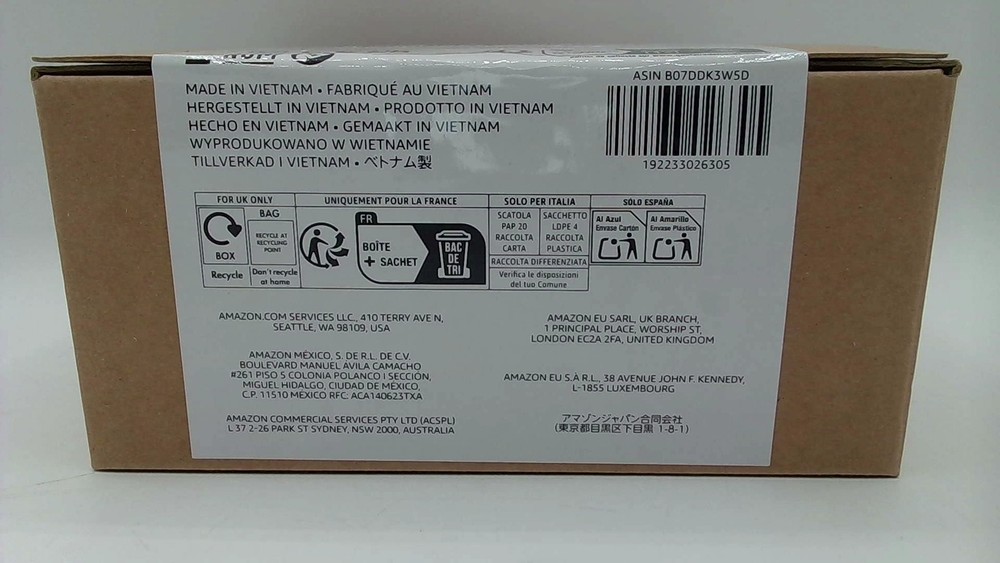 MADE IN VIETNAM • FABRIQUÉ AU VIETNAM
HERGESTELLT IN VIETNAM • PRODOTTO IN VIETNAM
HECHO EN VIETNAM • GEMAAKT IN VIETNAM
WYPRODUKOWANO W WIETNAMIE
TILLVERKAD I VIETNAM • ベトナム製
ASIN B07DDK3W5D
192233026305
FOR UK ONLY
BOX
Recycle
BAG
RECYCLE AT
RECYCLING
POINT
Don't recycle
at home
UNIQUEMENT POUR LA FRANCE
FR
BOÎTE
+ SACHET
BAC
DE
TRI
SOLO PER ITALIA
SCATOLA
PAP 20
RACCOLTA
CARTA
SACCHETTO
LDPE 4
RACCOLTA
PLASTICA
RACCOLTA DIFFERENZIATA
Verifica le disposizioni
del tuo Comune
SÓLO ESPAÑA
Al Azul
Envase Cartón
Al Amarillo
Envase Plástico
AMAZON.COM SERVICES LLC., 410 TERRY AVE N,
SEATTLE, WA 98109, USA
AMAZON MÉXICO, S. DE R.L. DE C.V.
BOULEVARD MANUEL ÁVILA CAMACHO
#261 PISO 5 COLONIA POLANCO I SECCIÓN,
MIGUEL HIDALGO, CIUDAD DE MÉXICO,
C.P. 11510 MÉXICO RFC: ACA140623TXA
AMAZON COMMERCIAL SERVICES PTY LTD (ACSPL)
L 37 2-26 PARK ST SYDNEY, NSW 2000, AUSTRALIA
AMAZON EU SARL, UK BRANCH,
1 PRINCIPAL PLACE, WORSHIP ST,
LONDON EC2A 2FA, UNITED KINGDOM
AMAZON EU S.À R.L., 38 AVENUE JOHN F. KENNEDY,
L-1855 LUXEMBOURG
アマゾンジャパン合同会社
(東京都目黒区下目黒 1-8-1)